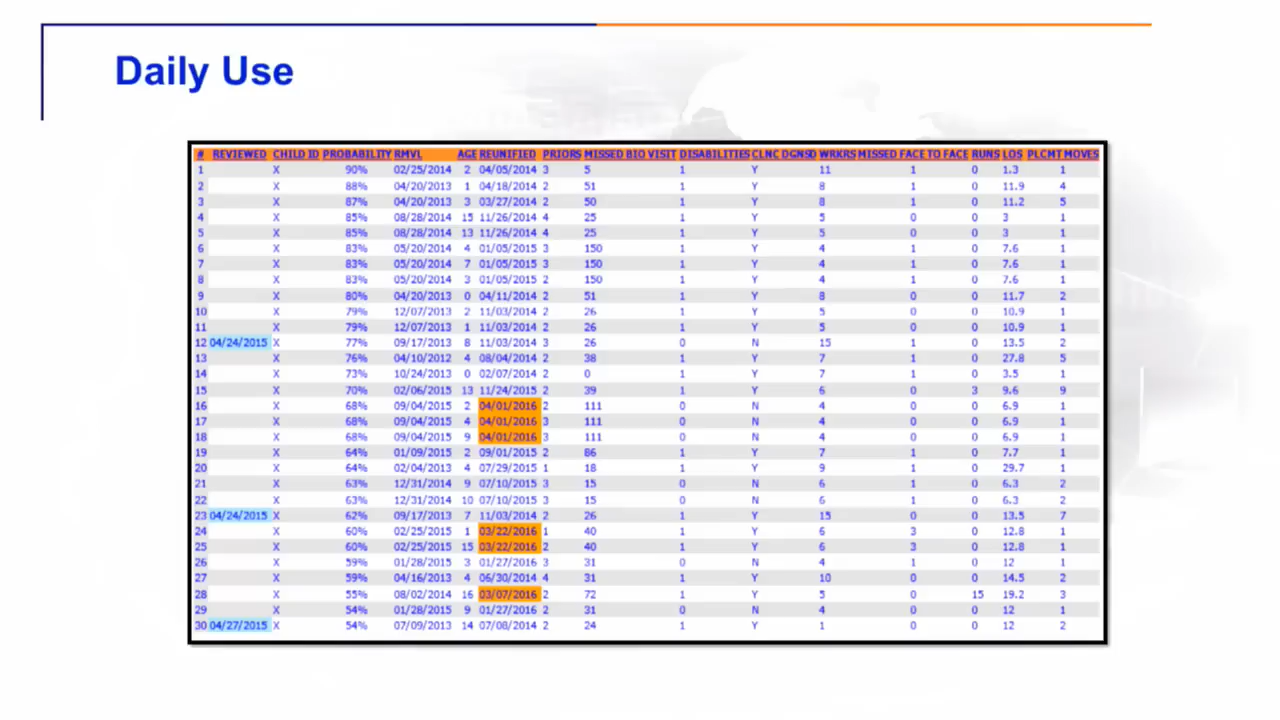 Daily Use
# REVIEWED CHILD ID PROBABILITY RMVL AGE REUNIFIED PRIORS MISSED BIO VISIT DISABILITIES CLNC DGNSD WRKRS MISSED FACE TO FACE RUNS LOS PLCMT MOVES
1 X 90% 02/25/2014 2 04/05/2014 3 5 1 Y 11 1 0 1.3 1
2 X 88% 04/20/2013 1 04/18/2014 2 51 1 Y 8 1 0 11.9 4
3 X 87% 04/20/2013 3 03/27/2014 2 50 1 Y 8 1 0 11.2 5
4 X 85% 08/28/2014 15 11/26/2014 4 25 1 Y 5 0 0 3 1
5 X 85% 08/28/2014 13 11/26/2014 4 25 1 Y 5 0 0 3 1
6 X 83% 05/20/2014 4 01/05/2015 3 150 1 Y 4 1 0 7.6 1
7 X 83% 05/20/2014 7 01/05/2015 3 150 1 Y 4 1 0 7.6 1
8 X 83% 05/20/2014 3 01/05/2015 2 150 1 Y 4 1 0 7.6 1
9 X 80% 04/20/2013 0 04/11/2014 2 51 1 Y 8 0 0 11.7 2
10 X 79% 12/07/2013 2 11/03/2014 2 26 1 Y 5 0 0 10.9 1
11 X 79% 12/07/2013 1 11/03/2014 2 26 1 Y 5 0 0 10.9 1
12 04/24/2015 X 77% 09/17/2013 8 11/03/2014 3 26 0 N 15 1 0 13.5 2
13 X 76% 04/10/2012 4 08/04/2014 2 38 1 Y 7 1 0 27.8 5
14 X 73% 10/24/2013 0 02/07/2014 2 0 1 Y 7 1 0 3.5 1
15 X 70% 02/06/2015 13 11/24/2015 2 39 1 Y 6 0 3 9.6 9
16 X 68% 09/04/2015 2 04/01/2016 2 111 0 N 4 0 0 6.9 1
17 X 68% 09/04/2015 4 04/01/2016 3 111 0 N 4 0 0 6.9 1
18 X 68% 09/04/2015 9 04/01/2016 3 111 0 N 4 0 0 6.9 1
19 X 64% 01/09/2015 2 09/01/2015 2 86 1 Y 7 1 0 7.7 1
20 X 64% 02/04/2013 4 07/29/2015 1 18 1 Y 9 1 0 29.7 1
21 X 63% 12/31/2014 9 07/10/2015 3 15 0 N 6 1 0 6.3 2
22 X 63% 12/31/2014 10 07/10/2015 3 15 0 N 6 1 0 6.3 2
23 04/24/2015 X 62% 09/17/2013 7 11/03/2014 2 26 1 Y 15 0 0 13.5 7
24 X 60% 02/25/2015 1 03/22/2016 1 40 1 Y 6 3 0 12.8 1
25 X 60% 02/25/2015 15 03/22/2016 2 40 1 Y 6 3 0 12.8 1
26 X 59% 01/28/2015 3 01/27/2016 3 31 0 N 4 1 0 12 1
27 X 59% 04/16/2013 4 06/30/2014 4 31 1 Y 10 0 0 14.5 2
28 X 55% 08/02/2014 16 03/07/2016 2 72 1 Y 5 0 15 19.2 3
29 X 54% 01/28/2015 9 01/27/2016 2 31 0 N 4 0 0 12 1
30 04/27/2015 X 54% 07/09/2013 14 07/08/2014 2 24 1 Y 1 0 0 12 2